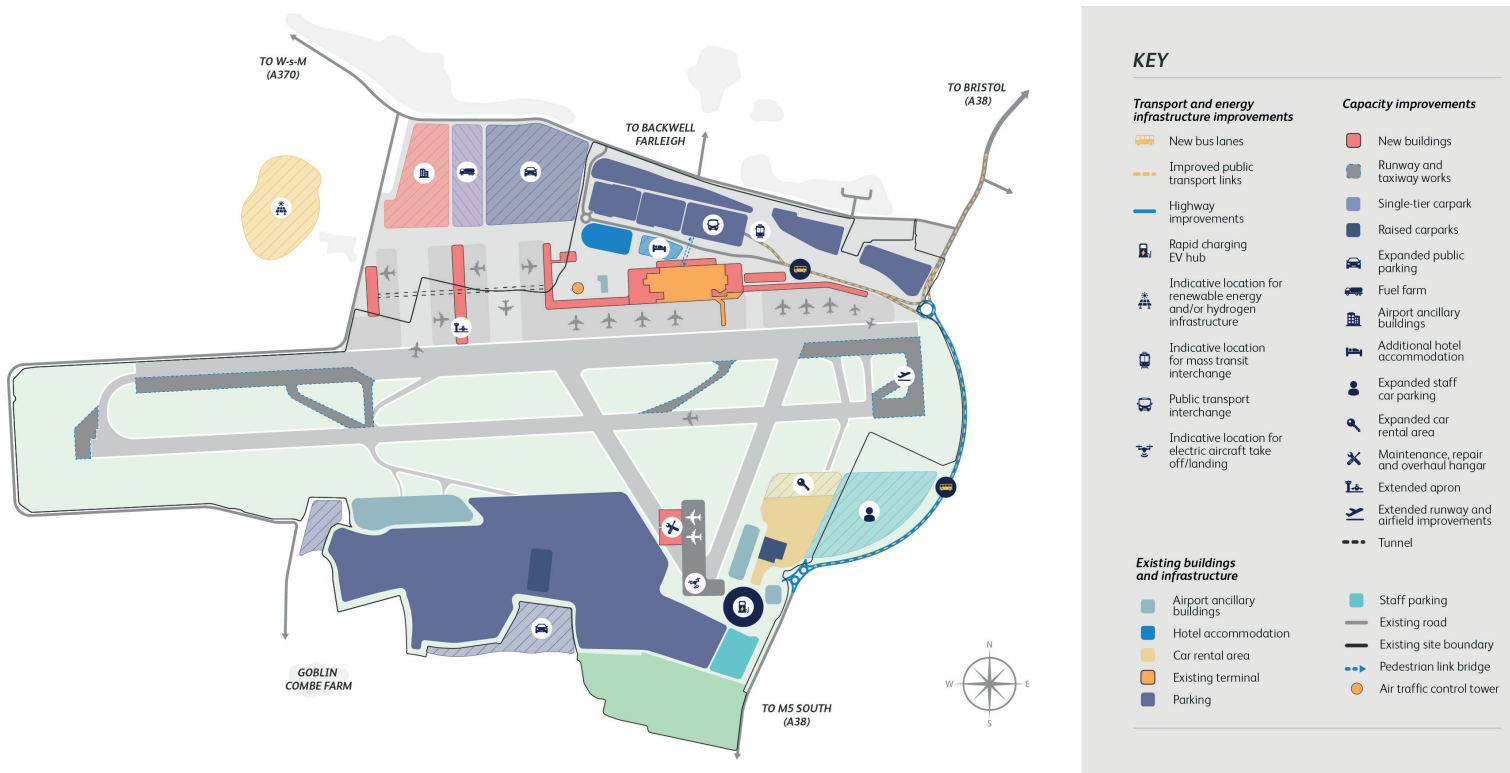 TO W-s-M
(A370)
TO BACKWELL
FARLEIGH
TO BRISTOL
(A38)
GOBLIN
COMBE FARM
TO M5 SOUTH
(A38)
N
W
E
S
KEY
Transport and energy
infrastructure improvements
New bus lanes
Improved public
transport links
Highway
improvements
Rapid charging
EV hub
Indicative location for
renewable energy
and/or hydrogen
infrastructure
Indicative location
for mass transit
interchange
Public transport
interchange
Indicative location for
electric aircraft take
off/landing
Capacity improvements
New buildings
Runway and
taxiway works
Single-tier carpark
Raised carparks
Expanded public
parking
Fuel farm
Airport ancillary
buildings
Additional hotel
accommodation
Expanded staff
car parking
Expanded car
rental area
Maintenance, repair
and overhaul hangar
Extended apron
Extended runway and
airfield improvements
Tunnel
Existing buildings
and infrastructure
Airport ancillary
buildings
Hotel accommodation
Car rental area
Existing terminal
Parking
Staff parking
Existing road
Existing site boundary
Pedestrian link bridge
Air traffic control tower